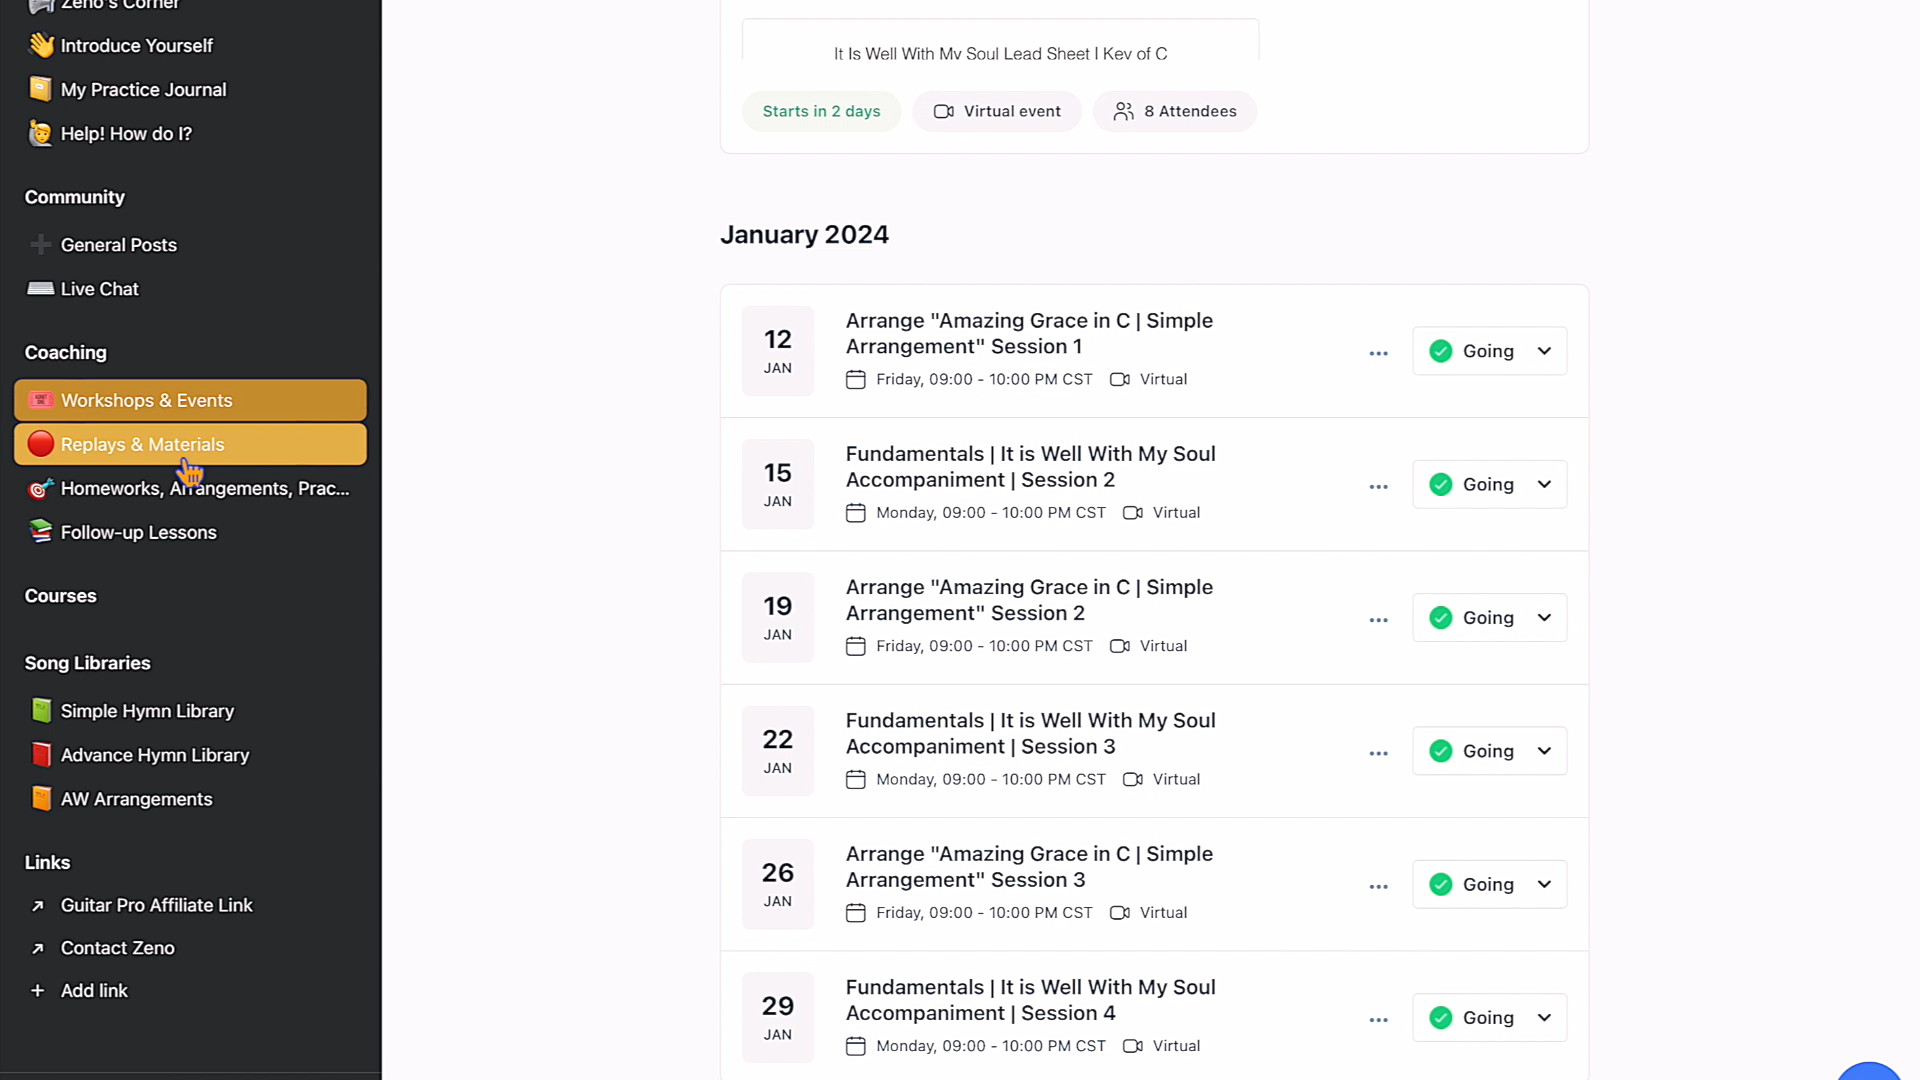 Zeno's Corner
Introduce Yourself
My Practice Journal
Help! How do I?
Community
General Posts
Live Chat
Coaching
Workshops & Events
Replays & Materials
Homeworks, Arrangements, Prac...
Follow-up Lessons
Courses
Song Libraries
Simple Hymn Library
Advance Hymn Library
AW Arrangements
Links
Guitar Pro Affiliate Link
Contact Zeno
Add link
It Is Well With My Soul Lead Sheet | Key of C
Starts in 2 days
Virtual event
8 Attendees
January 2024
12
JAN
Arrange "Amazing Grace in C | Simple
Arrangement" Session 1
Friday, 09:00 - 10:00 PM CST
Virtual
Going
15
JAN
Fundamentals | It is Well With My Soul
Accompaniment | Session 2
Monday, 09:00 - 10:00 PM CST
Virtual
Going
19
JAN
Arrange "Amazing Grace in C | Simple
Arrangement" Session 2
Friday, 09:00 - 10:00 PM CST
Virtual
Going
22
JAN
Fundamentals | It is Well With My Soul
Accompaniment | Session 3
Monday, 09:00 - 10:00 PM CST
Virtual
Going
26
JAN
Arrange "Amazing Grace in C | Simple
Arrangement" Session 3
Friday, 09:00 - 10:00 PM CST
Virtual
Going
29
JAN
Fundamentals | It is Well With My Soul
Accompaniment | Session 4
Monday, 09:00 - 10:00 PM CST
Virtual
Going